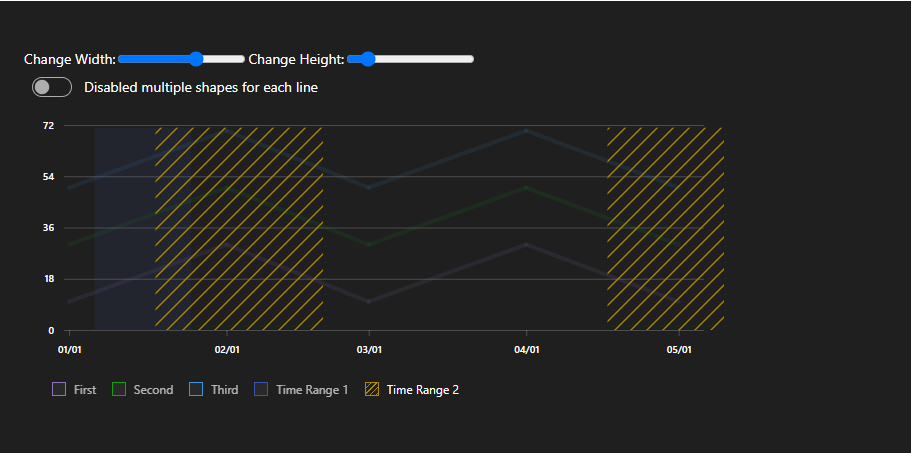 Change Width: Change Height:
Disabled multiple shapes for each line
72
54
36
18
0
01/01 02/01 03/01 04/01 05/01
First Second Third Time Range 1 Time Range 2